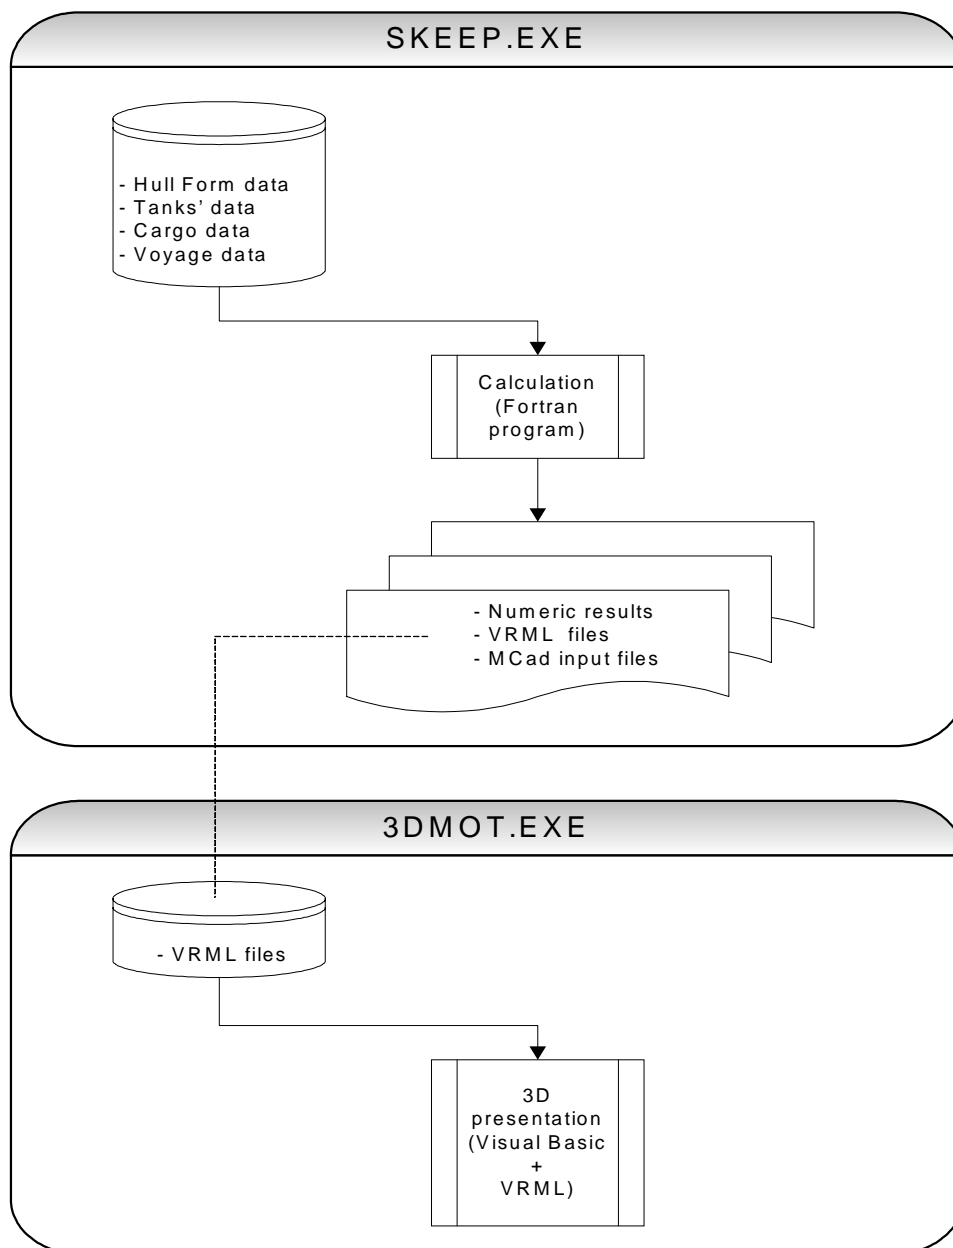 SKEEP.EXE
- Hull Form data
- Tanks’ data
- Cargo data
- Voyage data
Calculation
(Fortran
program)
- Numeric results
- VRML files
- MCad input files
3DMOT.EXE
- VRML files
3D
presentation
(Visual Basic
+
VRML)